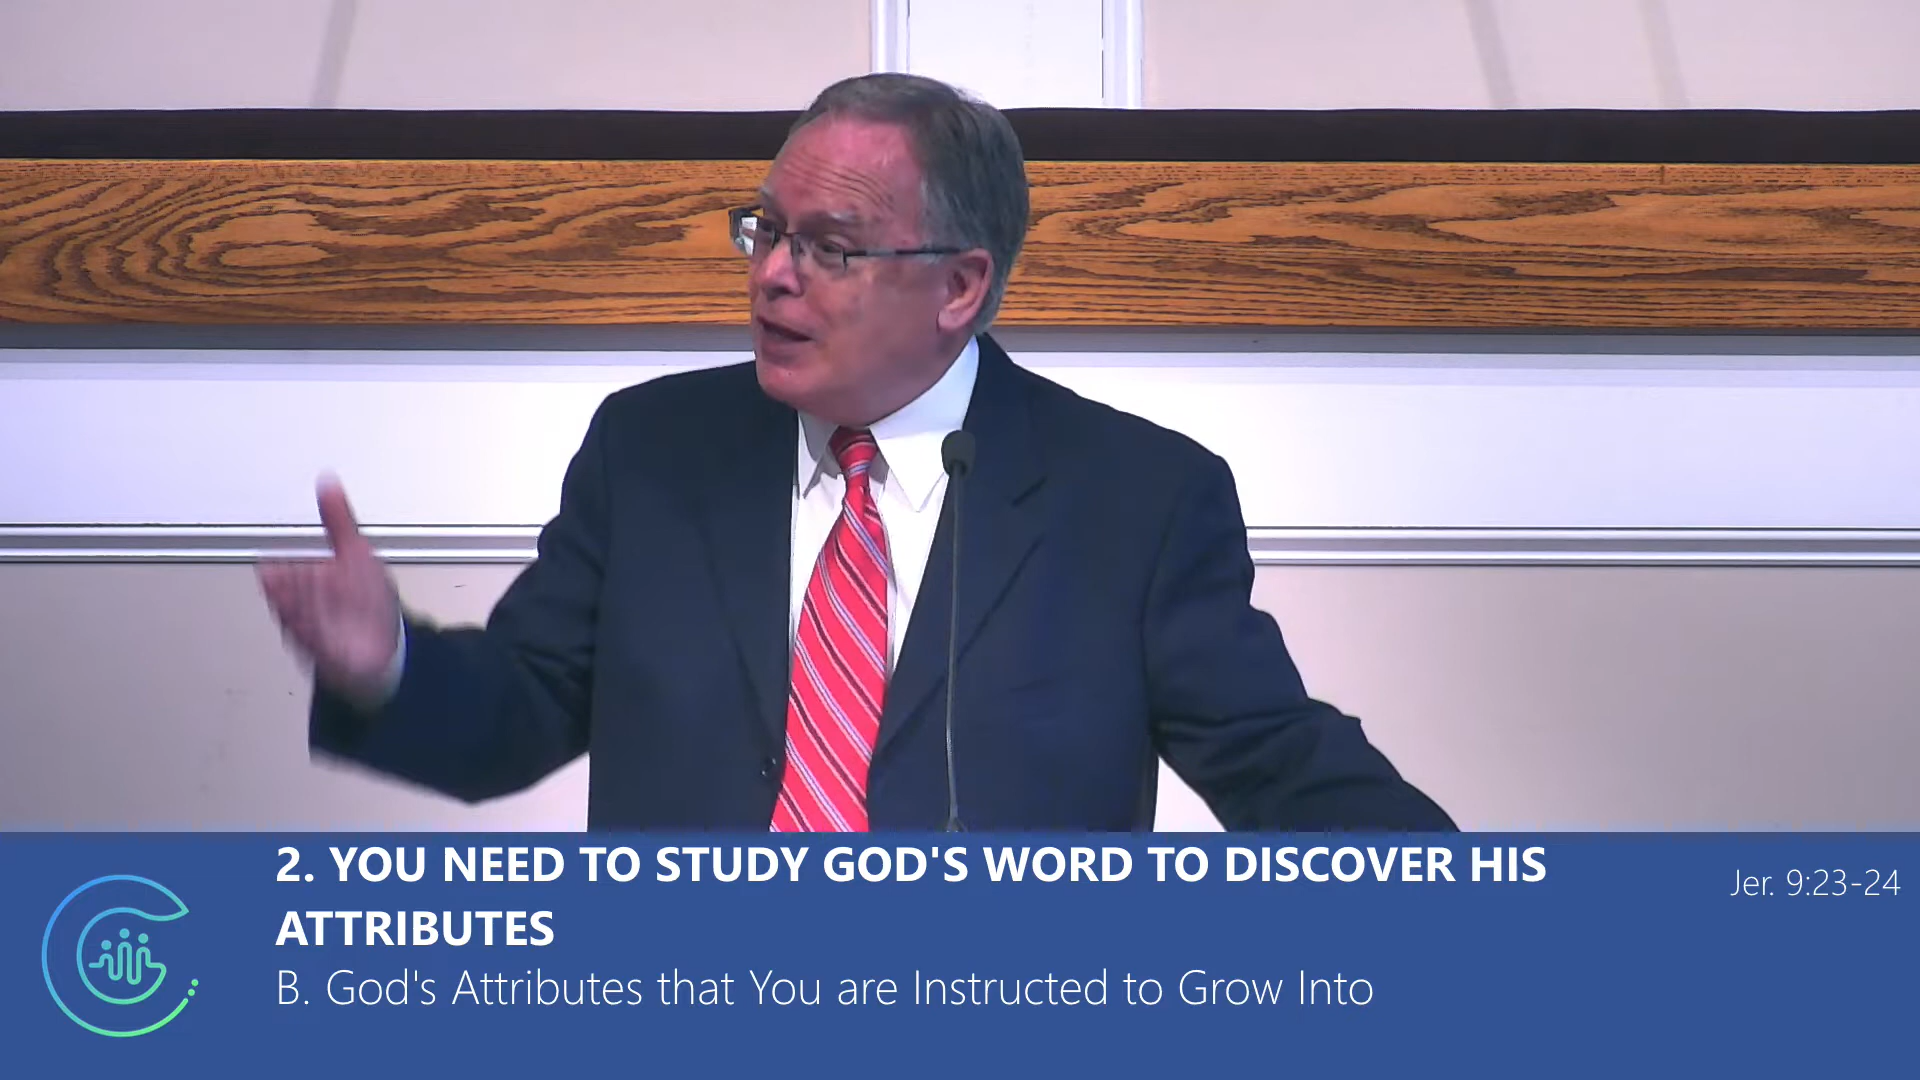 2. YOU NEED TO STUDY GOD'S WORD TO DISCOVER HIS
ATTRIBUTES
Jer. 9:23-24
B. God's Attributes that You are Instructed to Grow Into